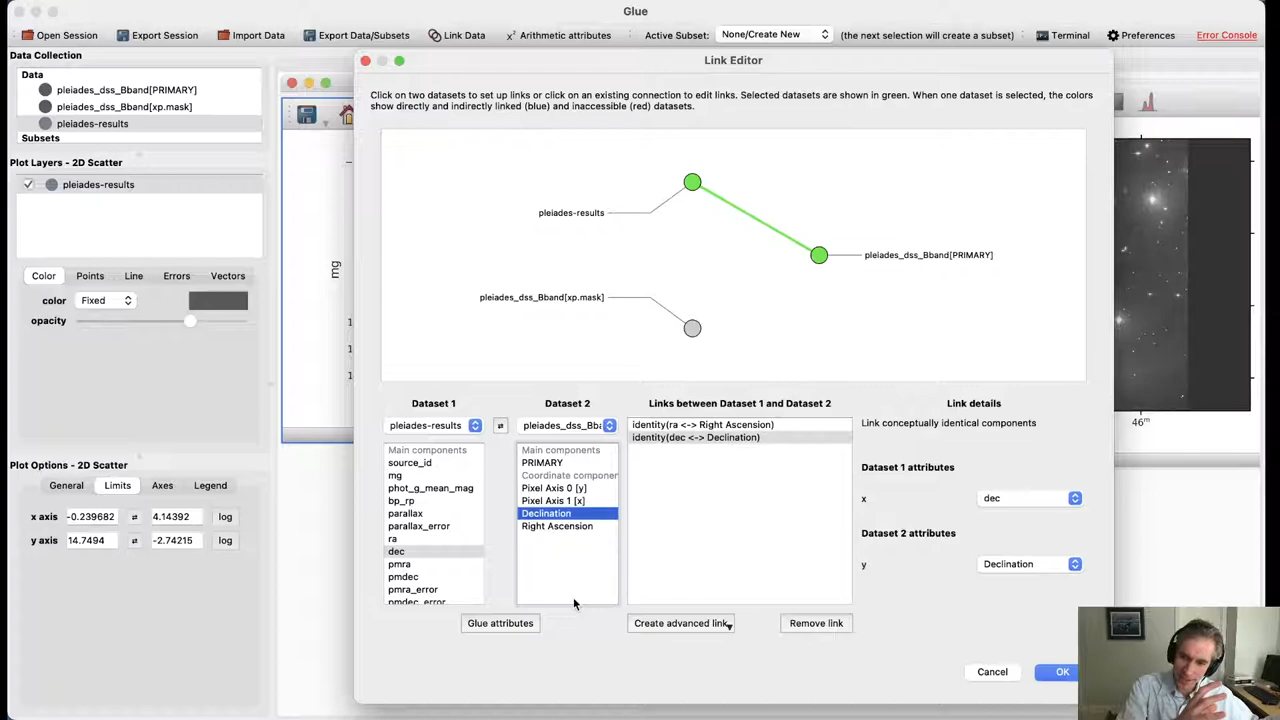 Glue
Open Session
Export Session
Import Data
Export Data/Subsets
Link Data
Arithmetic attributes
Active Subset:
None/Create New
(the next selection will create a subset)
Terminal
Preferences
Error Console
Data Collection
Data
pleiades_dss_Bband[PRIMARY]
pleiades_dss_Bband[xp.mask]
pleiades-results
Subsets
Plot Layers - 2D Scatter
pleiades-results
Color
Points
Line
Errors
Vectors
color
Fixed
opacity
Plot Options - 2D Scatter
General
Limits
Axes
Legend
x axis
-0.239682
4.14392
log
y axis
14.7494
-2.74215
log
mg
1
1
1
Link Editor
Click on two datasets to set up links or click on an existing connection to edit links. Selected datasets are shown in green. When one dataset is selected, the colors
show directly and indirectly linked (blue) and inaccessible (red) datasets.
pleiades-results
pleiades_dss_Bband[PRIMARY]
pleiades_dss_Bband[xp.mask]
Dataset 1
pleiades-results
Main components
source_id
mg
phot_g_mean_mag
bp_rp
parallax
parallax_error
ra
dec
pmra
pmdec
pmra_error
pmdec_error
Dataset 2
pleiades_dss_Bba
Main components
PRIMARY
Coordinate componer
Pixel Axis 0 [y]
Pixel Axis 1 [x]
Declination
Right Ascension
Glue attributes
Links between Dataset 1 and Dataset 2
identity(ra <-> Right Ascension)
identity(dec <-> Declination)
Create advanced link
Remove link
Link details
Link conceptually identical components
Dataset 1 attributes
x
dec
Dataset 2 attributes
y
Declination
Cancel
OK
46m